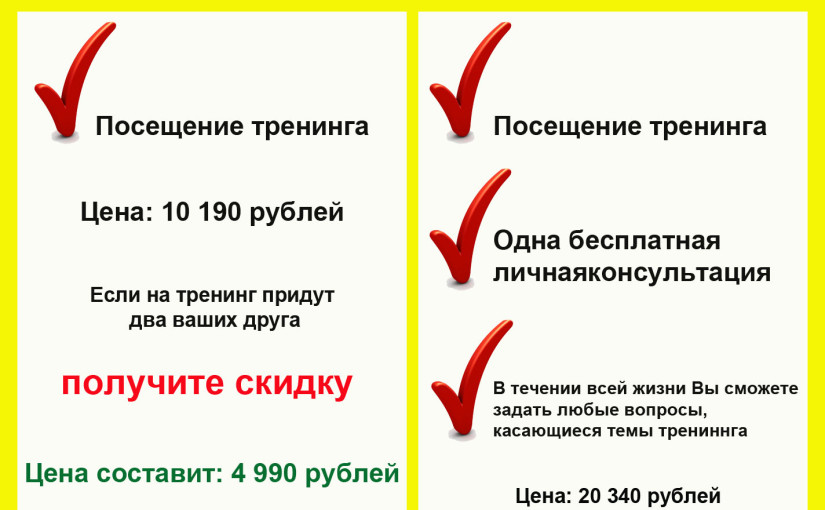 Посещение тренинга
Цена: 10 190 рублей
Если на тренинг придут
два ваших друга
получите скидку
Цена составит: 4 990 рублей
Посещение тренинга
Одна бесплатная
личнаяконсультация
В течении всей жизни Вы сможете
задать любые вопросы,
касающиеся темы трениннга
Цена: 20 340 рублей